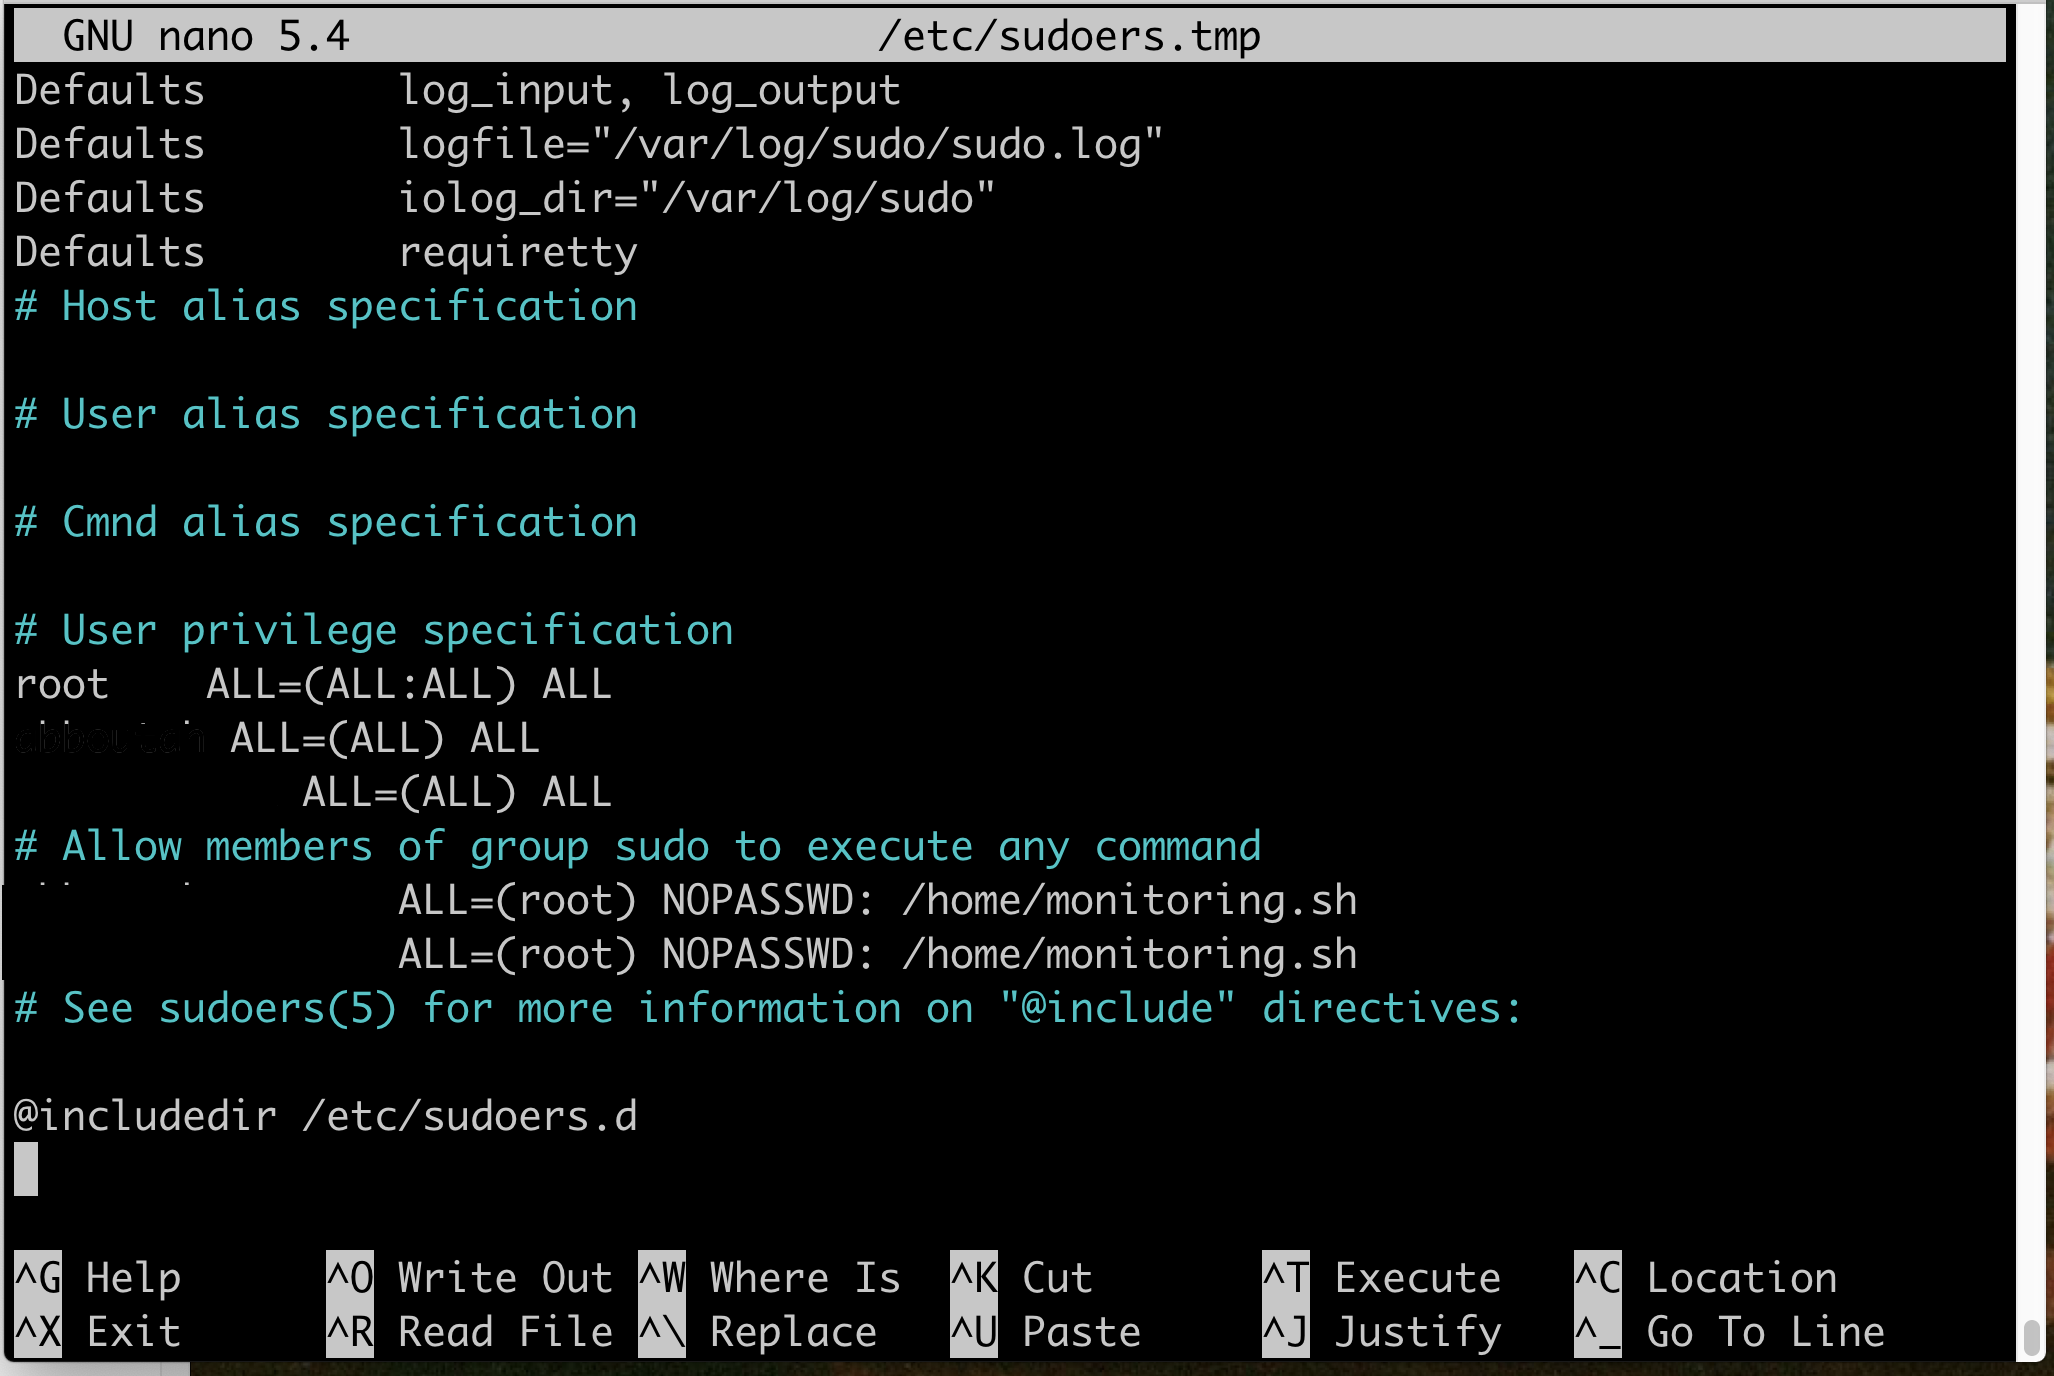 GNU nano 5.4 /etc/sudoers.tmp
Defaults        log_input, log_output
Defaults        logfile="/var/log/sudo/sudo.log"
Defaults        iolog_dir="/var/log/sudo"
Defaults        requiretty
# Host alias specification
# User alias specification
# Cmnd alias specification
# User privilege specification
root    ALL=(ALL:ALL) ALL
ALL=(ALL) ALL
ALL=(ALL) ALL
# Allow members of group sudo to execute any command
ALL=(root) NOPASSWD: /home/monitoring.sh
ALL=(root) NOPASSWD: /home/monitoring.sh
# See sudoers(5) for more information on "@include" directives:
@includedir /etc/sudoers.d
^G Help ^O Write Out ^W Where Is ^K Cut ^T Execute ^C Location
^X Exit ^R Read File ^\ Replace ^U Paste ^J Justify ^_ Go To Line